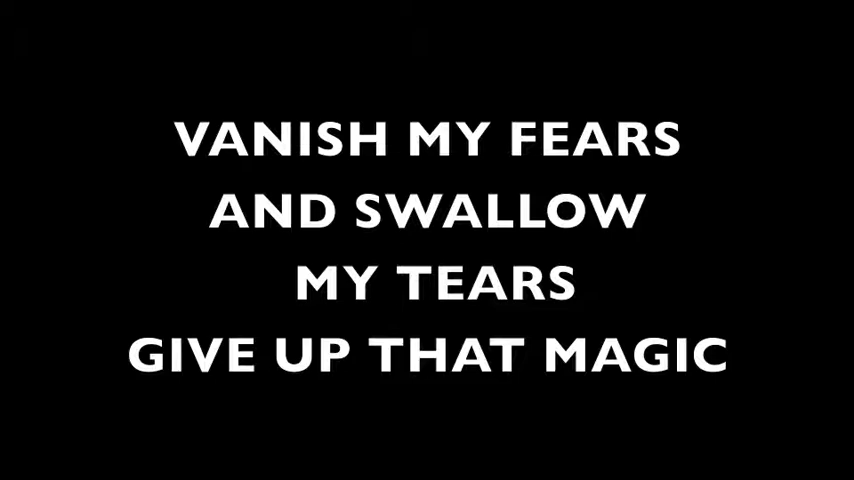 VANISH MY FEARS
AND SWALLOW
MY TEARS
GIVE UP THAT MAGIC